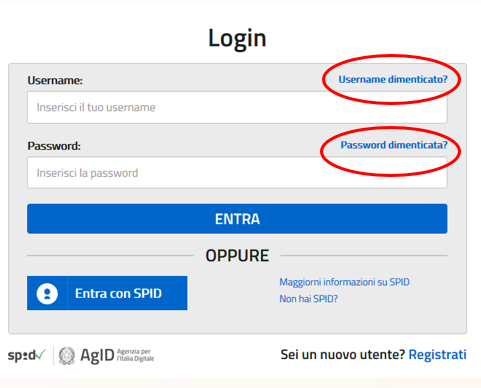 Login
Username:
Username dimenticato?
Inserisci il tuo username
Password:
Password dimenticata?
Inserisci la password
ENTRA
OPPURE
Entra con SPID
Maggiorni informazioni su SPID
Non hai SPID?
spid
AgID Agenzia per
l'Italia Digitale
Sei un nuovo utente? Registrati